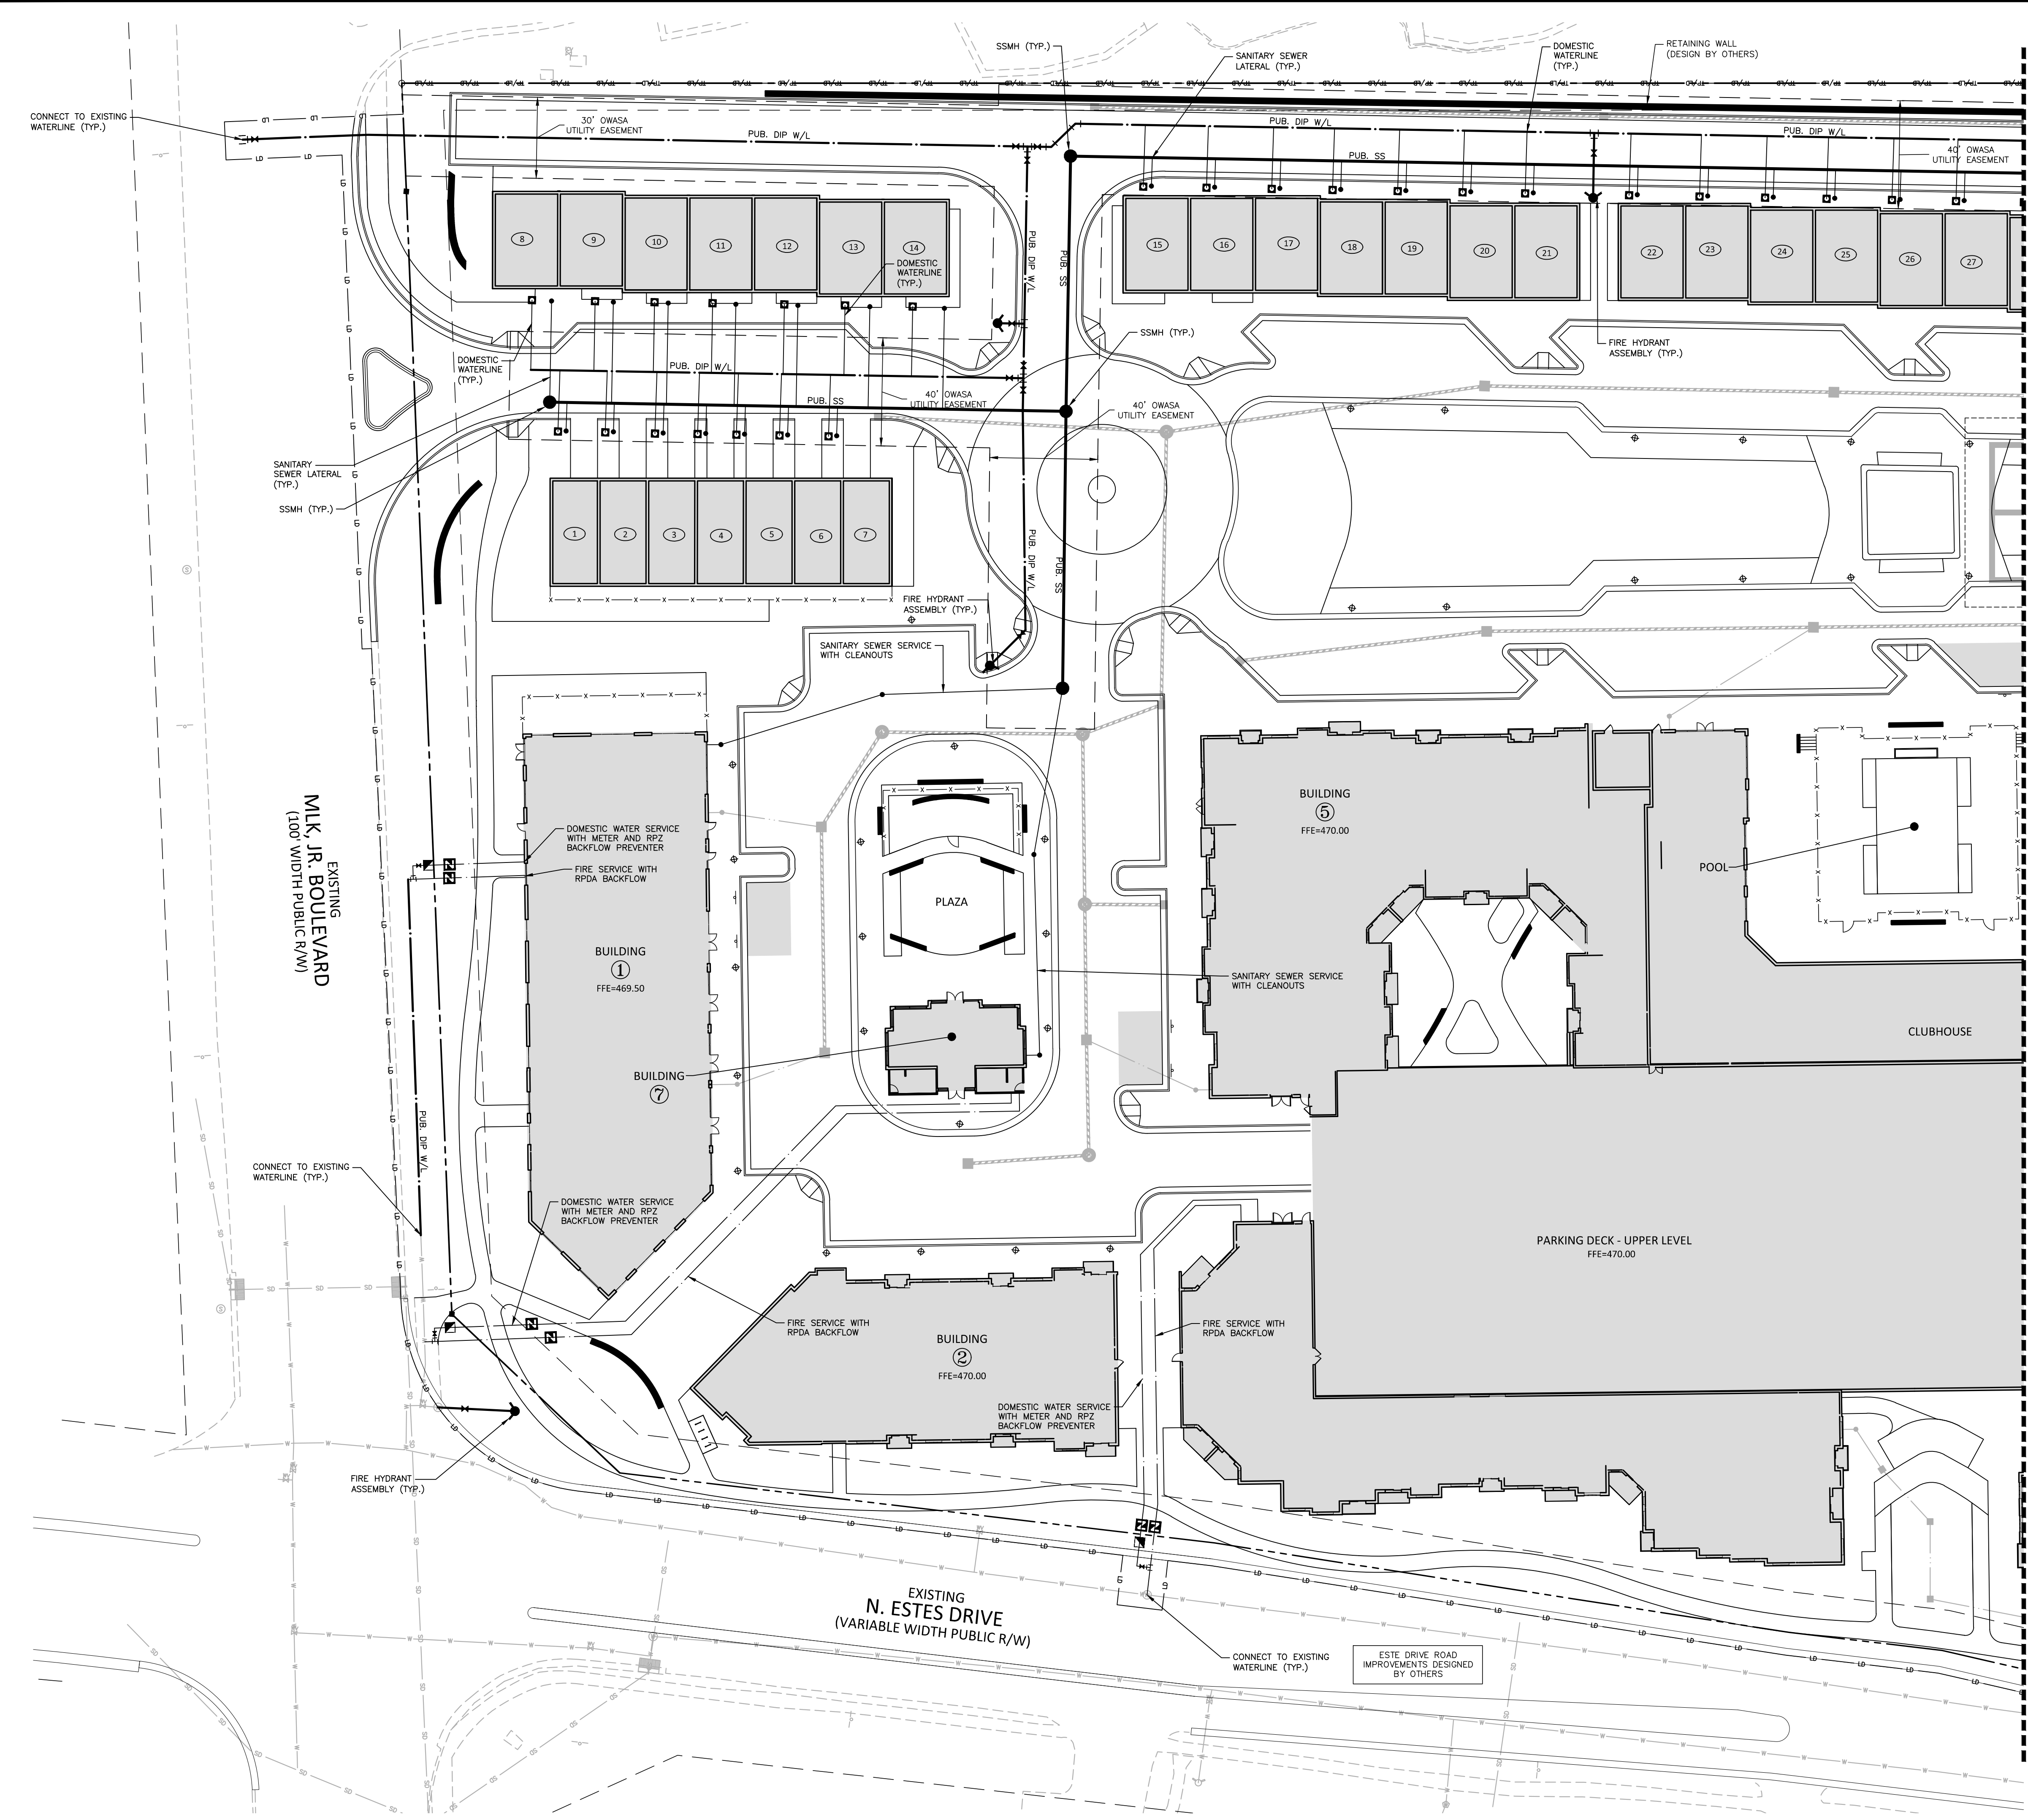 SSMH (TYP.)
SANITARY SEWER
LATERAL (TYP.)
DOMESTIC
WATERLINE
(TYP.)
RETAINING WALL
(DESIGN BY OTHERS)
CONNECT TO EXISTING
WATERLINE (TYP.)
30' OWASA
UTILITY EASEMENT
PUB. DIP W/L
PUB. DIP W/L
PUB. DIP W/L
PUB. SS
40' OWASA
UTILITY EASEMENT
8
9
10
11
12
13
14
15
16
17
18
19
20
21
22
23
24
25
26
27
PUB. DIP W/L
PUB. SS
DOMESTIC
WATERLINE
(TYP.)
SSMH (TYP.)
FIRE HYDRANT
ASSEMBLY (TYP.)
DOMESTIC
WATERLINE
(TYP.)
PUB. DIP W/L
PUB. SS
40' OWASA
UTILITY EASEMENT
40' OWASA
UTILITY EASEMENT
SANITARY
SEWER LATERAL
(TYP.)
SSMH (TYP.)
1
2
3
4
5
6
7
PUB. DIP W/L
PUB. SS
FIRE HYDRANT
ASSEMBLY (TYP.)
SANITARY SEWER SERVICE
WITH CLEANOUTS
EXISTING
MLK, JR. BOULEVARD
(100' WIDTH PUBLIC R/W)
DOMESTIC WATER SERVICE
WITH METER AND RPZ
BACKFLOW PREVENTER
FIRE SERVICE WITH
RPDA BACKFLOW
BUILDING
5
FFE=470.00
POOL
PLAZA
BUILDING
1
FFE=469.50
SANITARY SEWER SERVICE
WITH CLEANOUTS
CLUBHOUSE
BUILDING
7
PUB. DIP W/L
CONNECT TO EXISTING
WATERLINE (TYP.)
DOMESTIC WATER SERVICE
WITH METER AND RPZ
BACKFLOW PREVENTER
PARKING DECK - UPPER LEVEL
FFE=470.00
FIRE SERVICE WITH
RPDA BACKFLOW
BUILDING
2
FFE=470.00
FIRE SERVICE WITH
RPDA BACKFLOW
DOMESTIC WATER SERVICE
WITH METER AND RPZ
BACKFLOW PREVENTER
FIRE HYDRANT
ASSEMBLY (TYP.)
EXISTING
N. ESTES DRIVE
(VARIABLE WIDTH PUBLIC R/W)
CONNECT TO EXISTING
WATERLINE (TYP.)
ESTE DRIVE ROAD
IMPROVEMENTS DESIGNED
BY OTHERS